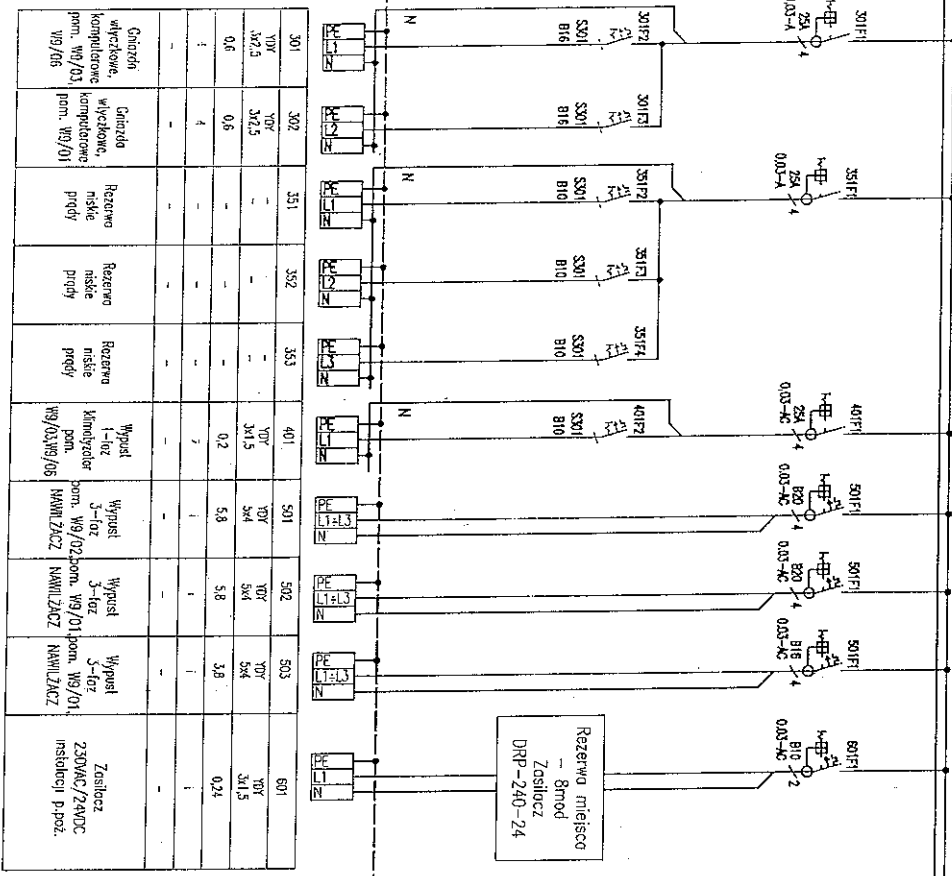 301F1
25A
0,03-A
4
351F1
25A
0,03-A
4
401F1
25A
0,03-AC
4
501F1
B20
0,03-AC
4
501F1
B20
0,03-AC
4
501F1
B16
0,03-AC
4
601F1
B10
0,03-AC
2
301F2
S301
B16
301F3
S301
B16
351F2
S301
B10
351F3
S301
B10
351F4
S301
B10
401F2
S301
B10
N
N
N
Rezerwa miejsca
- 8mod
Zasilacz
DRP-240-24
PE
L1
N
PE
L2
N
PE
L1
N
PE
L2
N
PE
L3
N
PE
L1
N
PE
L1÷L3
N
PE
L1÷L3
N
PE
L1÷L3
N
PE
L1
N
301
YDY
3x2,5
0,6
4
-
-
Gniazda
wtyczkowe,
komputerowe
pom. W9/03,
W9/06
302
YDY
3x2,5
0,6
4
-
-
Gniazda
wtyczkowe,
komputerowe
pom. W9/01
351
- -
-
-
-
-
Rezerwa
niskie
prądy
352
- -
-
-
-
-
Rezerwa
niskie
prądy
353
- -
-
-
-
-
Rezerwa
niskie
prądy
401
YDY
3x1,5
0,2
-
-
Wypust
1-faz
klimatyzator
pom.
W9/03,W9/06
501
YDY
5x4
5,8
-
-
Wypust
3-faz
pom. W9/02,
NAWILŻACZ
502
YDY
5x4
5,8
-
-
Wypust
3-faz
pom. W9/01,
NAWILŻACZ
503
YDY
5x4
3,8
-
-
Wypust
3-faz
pom. W9/01,
NAWILŻACZ
601
YDY
3x1,5
0,24
-
-
Zasilacz
230VAC/24VDC
instalacji p.poż.